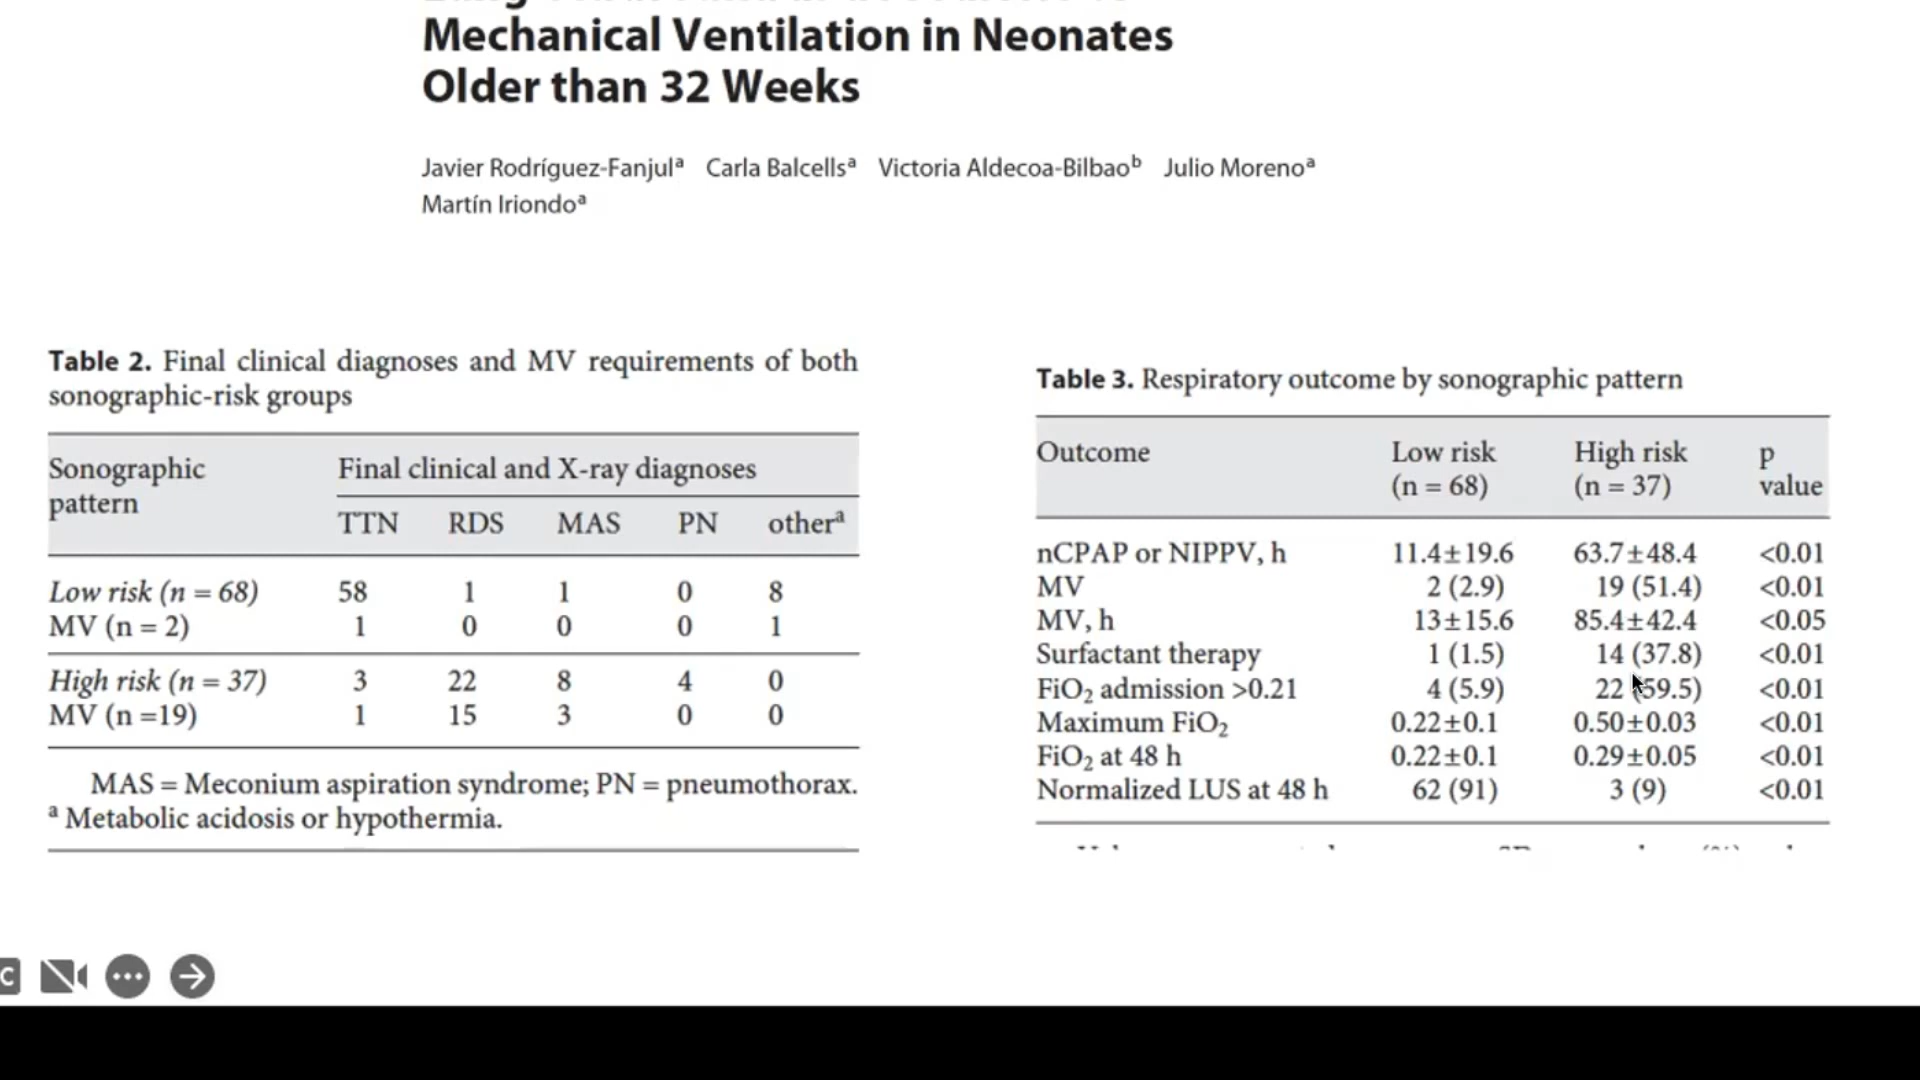 Mechanical Ventilation in Neonates
Older than 32 Weeks
Javier Rodríguez-Fanjulᵃ Carla Balcellsᵃ Victoria Aldecoa-Bilbaoᵇ Julio Morenoᵃ
Martín Iriondoᵃ
Table 2. Final clinical diagnoses and MV requirements of both
sonographic-risk groups
Sonographic pattern Final clinical and X-ray diagnoses
TTN RDS MAS PN otherᵃ
Low risk (n = 68) 58 1 1 0 8
MV (n = 2) 1 0 0 0 1
High risk (n = 37) 3 22 8 4 0
MV (n =19) 1 15 3 0 0
MAS = Meconium aspiration syndrome; PN = pneumothorax.
ᵃ Metabolic acidosis or hypothermia.
Table 3. Respiratory outcome by sonographic pattern
Outcome Low risk High risk p
(n = 68) (n = 37) value
nCPAP or NIPPV, h 11.4±19.6 63.7±48.4 <0.01
MV 2 (2.9) 19 (51.4) <0.01
MV, h 13±15.6 85.4±42.4 <0.05
Surfactant therapy 1 (1.5) 14 (37.8) <0.01
FiO₂ admission >0.21 4 (5.9) 22 (59.5) <0.01
Maximum FiO₂ 0.22±0.1 0.50±0.03 <0.01
FiO₂ at 48 h 0.22±0.1 0.29±0.05 <0.01
Normalized LUS at 48 h 62 (91) 3 (9) <0.01